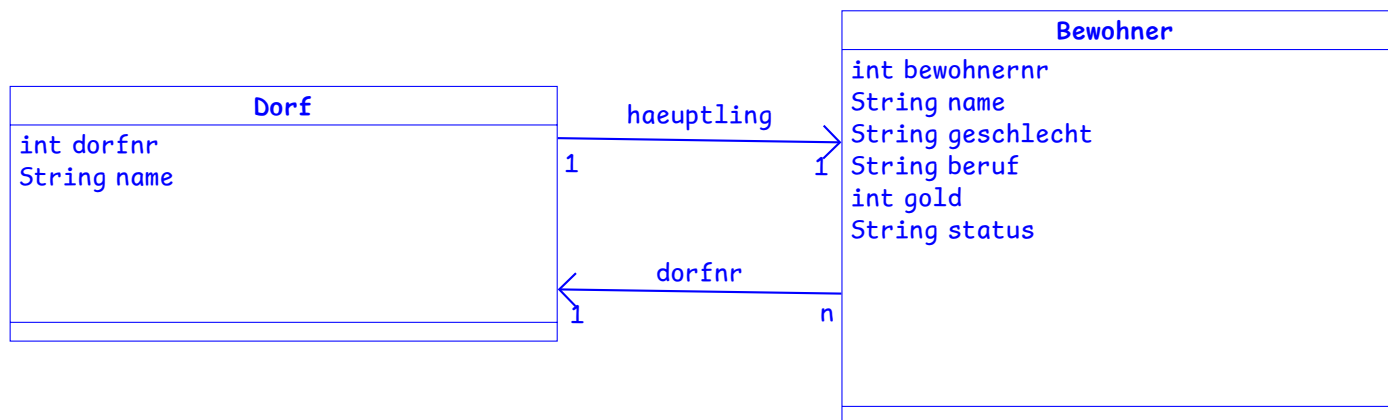 Dorf
int dorfnr
String name
haeuptling
1
1
dorfnr
1
n
Bewohner
int bewohnernr
String name
String geschlecht
String beruf
int gold
String status